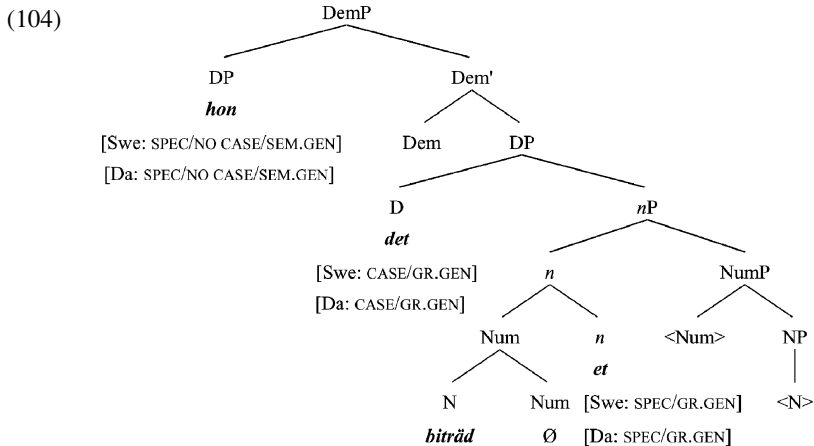 (104) DemP
DP Dem'
hon
[Swe: SPEC/NO CASE/SEM.GEN] Dem DP
[Da: SPEC/NO CASE/SEM.GEN]
D nP
det
[Swe: CASE/GR.GEN] n NumP
[Da: CASE/GR.GEN]
Num n <Num> NP
et
N Num [Swe: SPEC/GR.GEN] <N>
biträd Ø [Da: SPEC/GR.GEN]